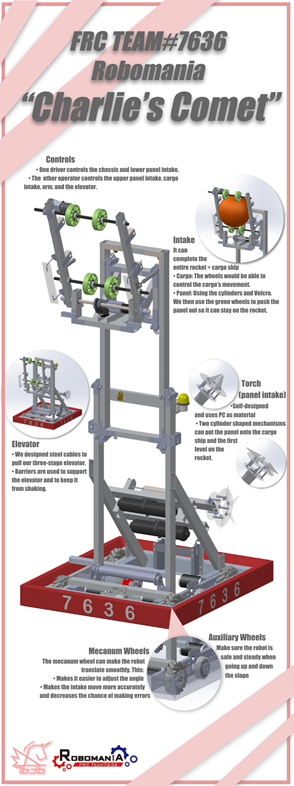 FRC TEAM#7636
Robomania
“Charlie’s Comet”
Controls
• One driver controls the chassis and lower panel intake.
• The other operator controls the upper panel intake, cargo
intake, arm, and the elevator.
Intake
It can
complete the
entire rocket + cargo ship
• Cargo: The wheels would be able to
control the cargo’s movement.
• Panel: Using the cylinders and Velcro.
We then use the green wheels to push the
panel out so it can stay on the rocket.
Torch
(panel intake)
•Self-designed
and uses PC as material
• Two cylinder shaped mechanisms
can put the panel onto the cargo
ship and the first
level on the
rocket.
Elevator
• We designed steel cables to
pull our three-stage elevator.
• Barriers are used to support
the elevator and to keep it
from shaking.
7636
7636
7636
Mecanum Wheels
The mecanum wheel can make the robot
translate smoothly. This:
• Makes it easier to adjust the angle
• Makes the intake move more accurately
and decreases the chance of making errors
Auxiliary Wheels
Make sure the robot is
safe and steady when
going up and down
the slope
7636
ROBOMANIA
FRC TEAM7636